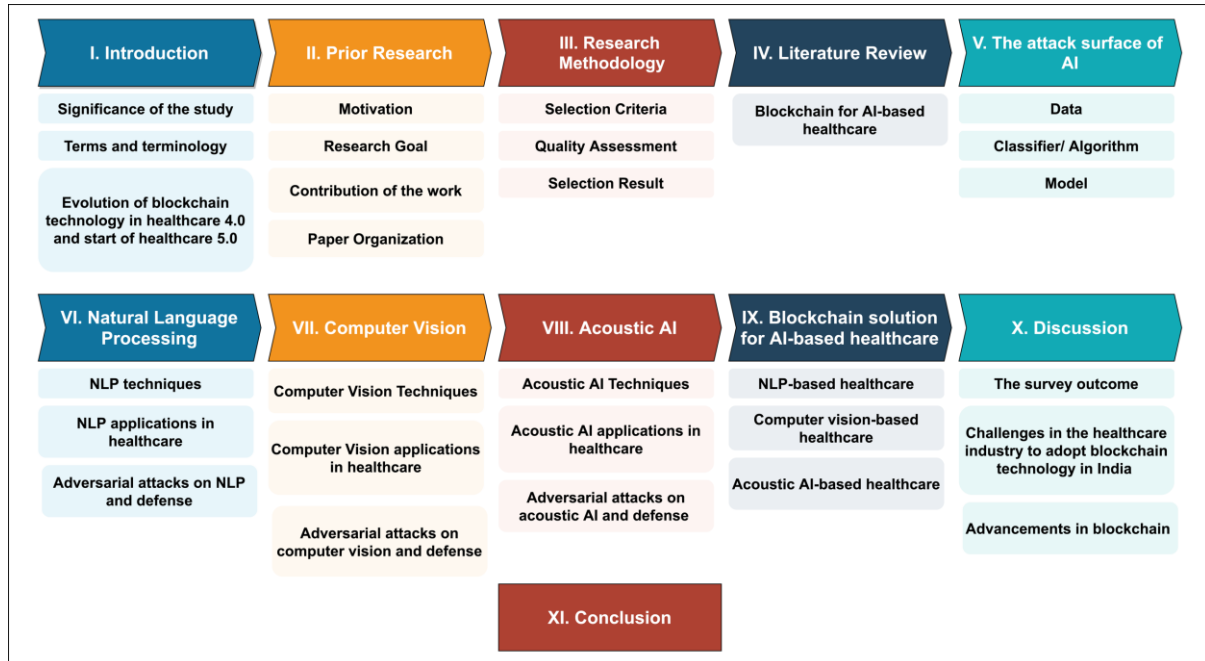 I. Introduction
Significance of the study
Terms and terminology
Evolution of blockchain
technology in healthcare 4.0
and start of healthcare 5.0
II. Prior Research
Motivation
Research Goal
Contribution of the work
Paper Organization
III. Research
Methodology
Selection Criteria
Quality Assessment
Selection Result
IV. Literature Review
Blockchain for AI-based
healthcare
V. The attack surface of
AI
Data
Classifier/ Algorithm
Model
VI. Natural Language
Processing
NLP techniques
NLP applications in
healthcare
Adversarial attacks on NLP
and defense
VII. Computer Vision
Computer Vision Techniques
Computer Vision applications
in healthcare
Adversarial attacks on
computer vision and defense
VIII. Acoustic AI
Acoustic AI Techniques
Acoustic AI applications in
healthcare
Adversarial attacks on
acoustic AI and defense
IX. Blockchain solution
for AI-based healthcare
NLP-based healthcare
Computer vision-based
healthcare
Acoustic AI-based healthcare
X. Discussion
The survey outcome
Challenges in the healthcare
industry to adopt blockchain
technology in India
Advancements in blockchain
XI. Conclusion